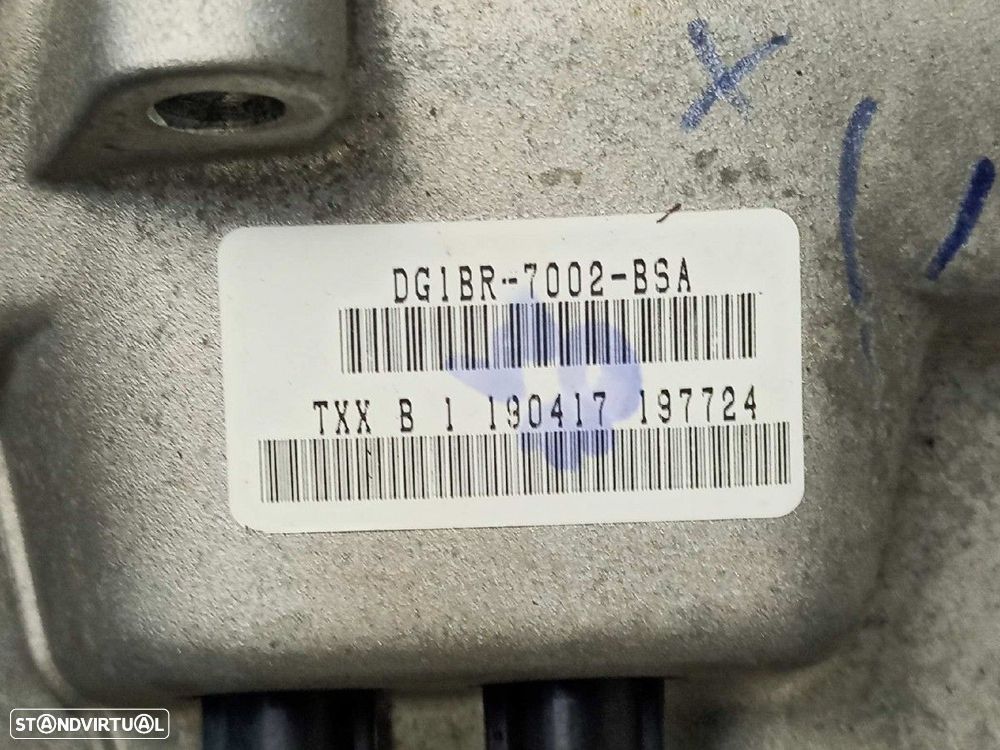 DG1BR-7002-BSA
TXX B 1 190417 197724
STANDVIRTUAL